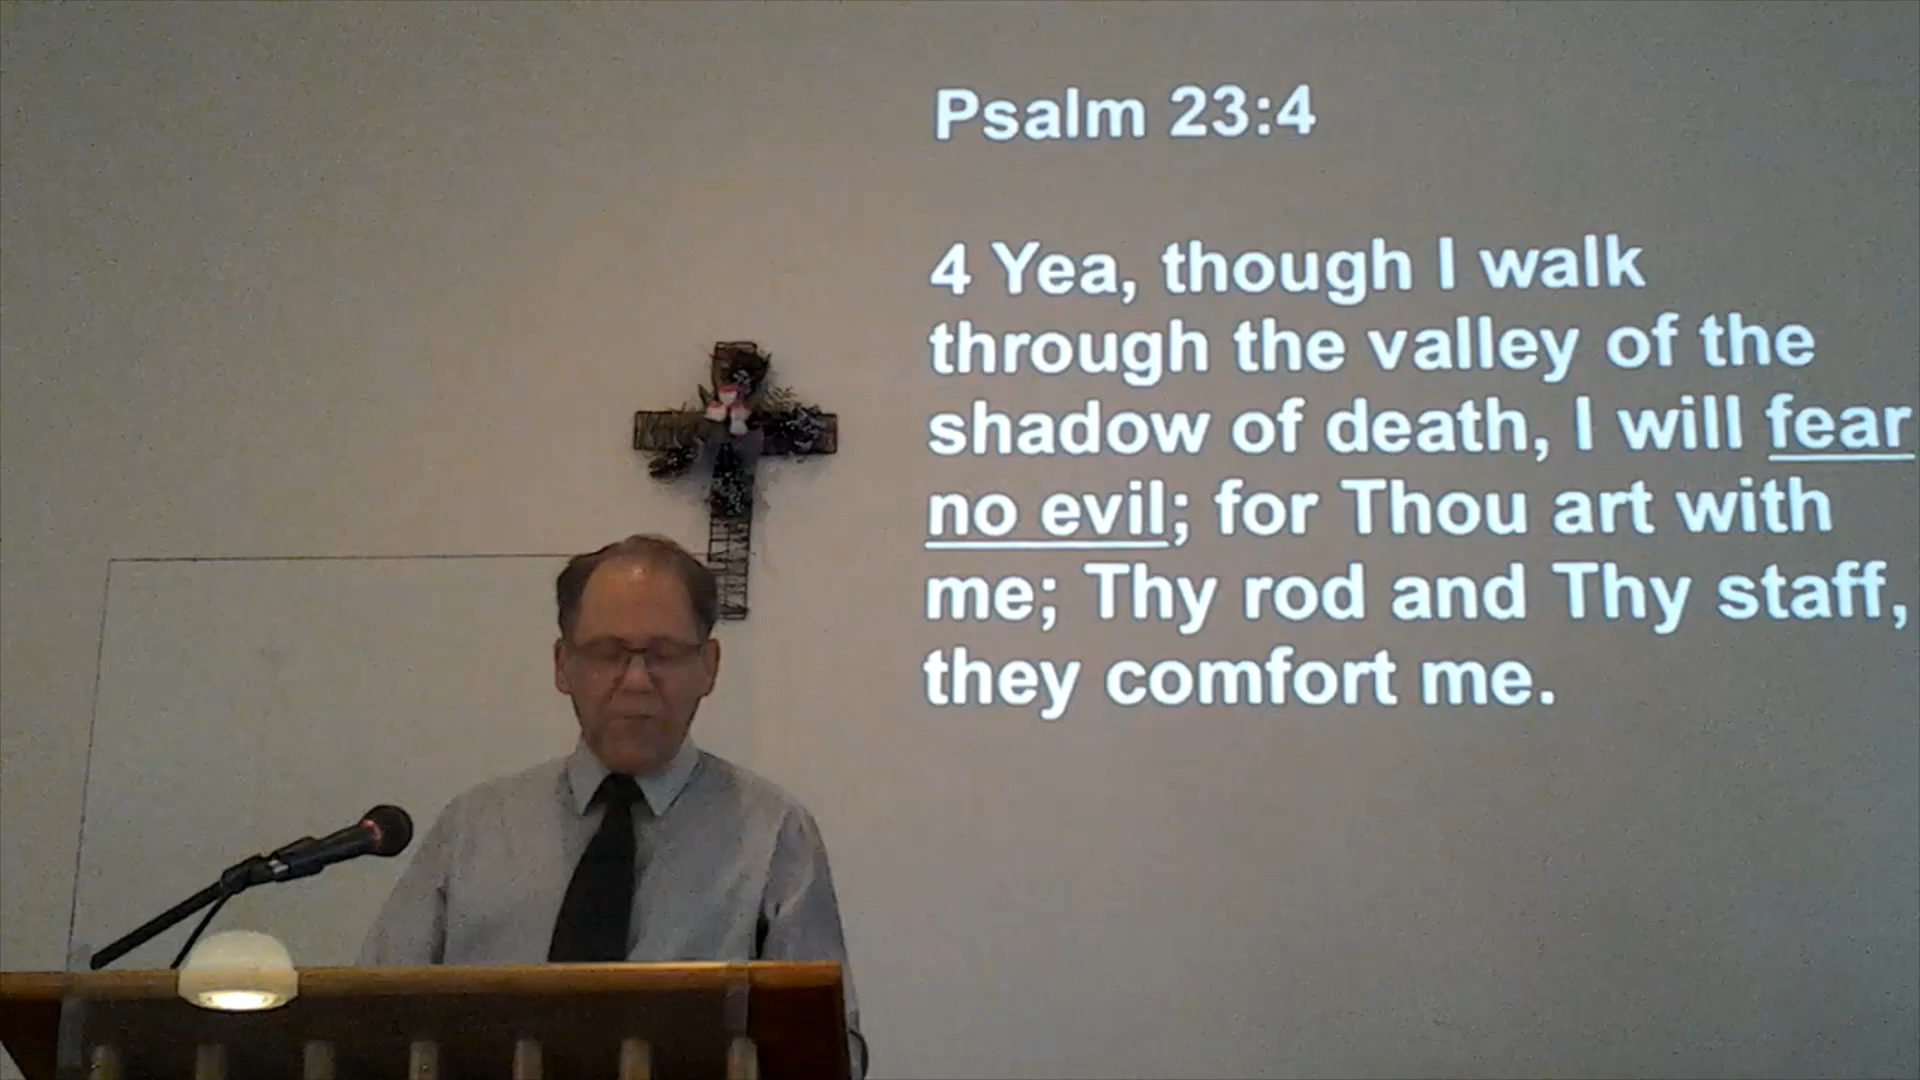 Psalm 23:4
4 Yea, though I walk
through the valley of the
shadow of death, I will fear
no evil; for Thou art with
me; Thy rod and Thy staff,
they comfort me.